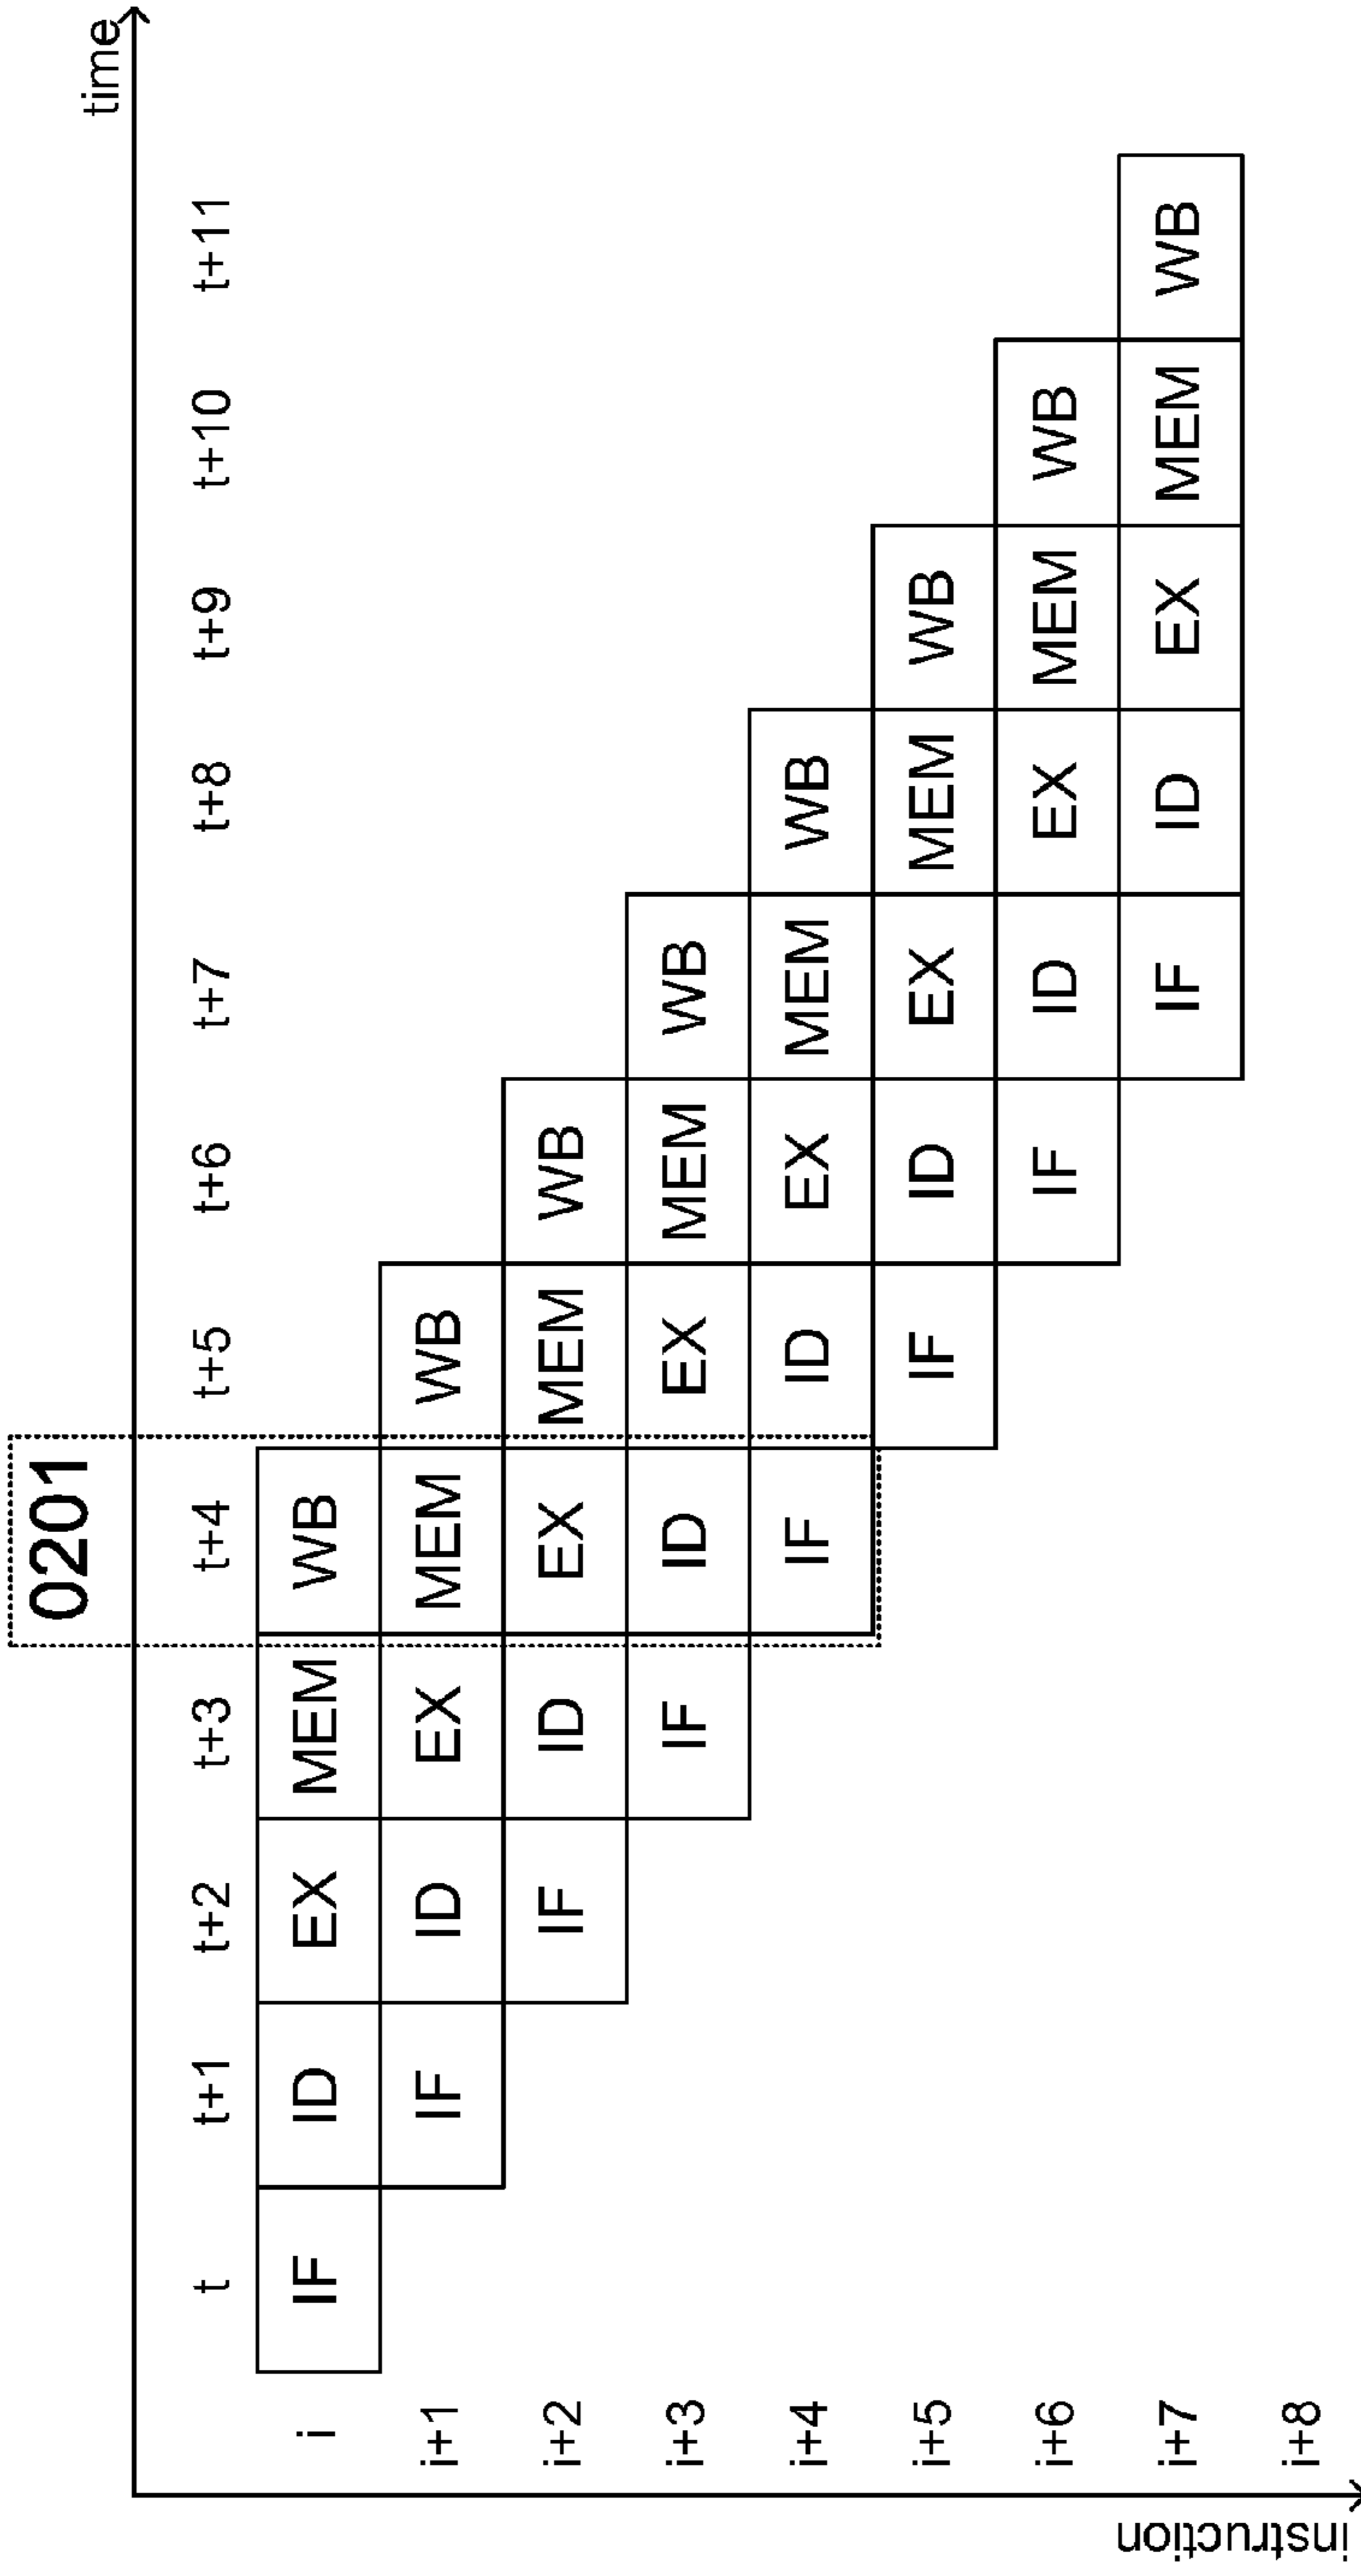 0201
time
t t+1 t+2 t+3 t+4 t+5 t+6 t+7 t+8 t+9 t+10 t+11
i IF ID EX MEM WB
i+1 IF ID EX MEM WB
i+2 IF ID EX MEM WB
i+3 IF ID EX MEM WB
i+4 IF ID EX MEM WB
i+5 IF ID EX MEM WB
i+6 IF ID EX MEM WB
i+7 IF ID EX MEM WB
i+8
instruction